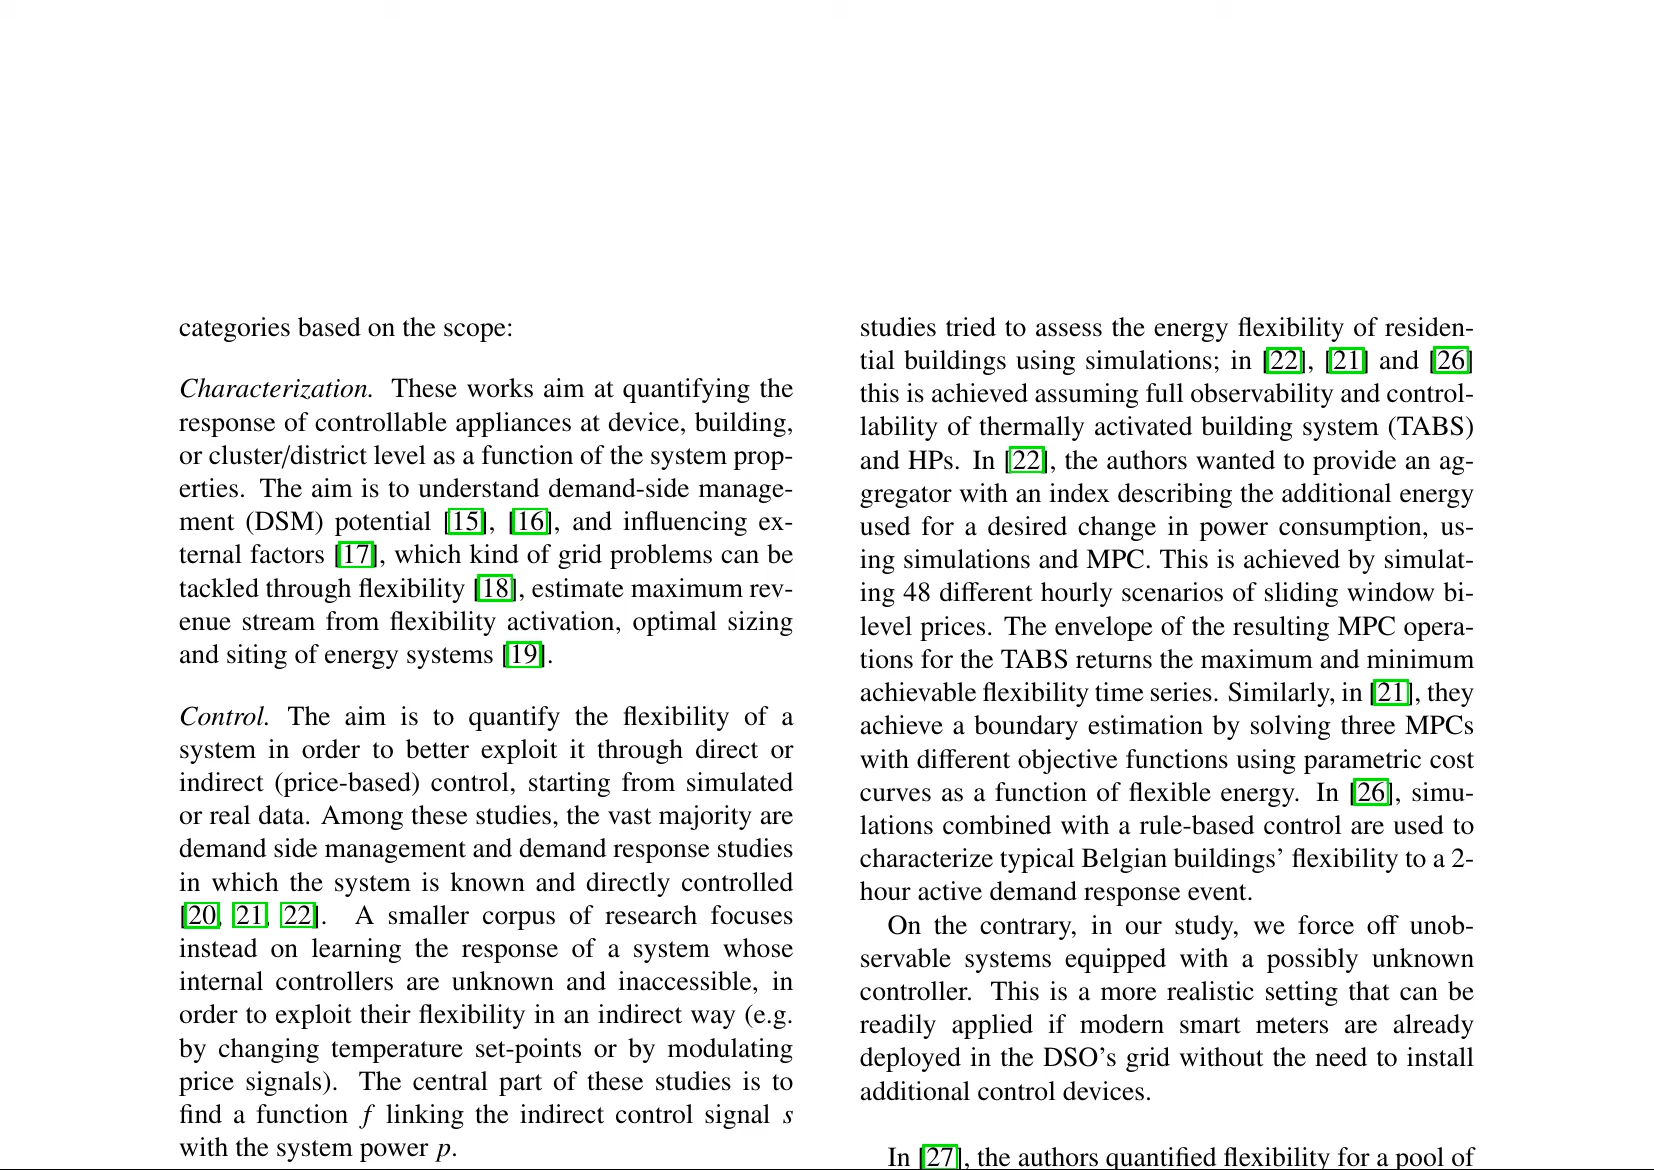 categories based on the scope:
Characterization. These works aim at quantifying the
response of controllable appliances at device, building,
or cluster/district level as a function of the system prop-
erties. The aim is to understand demand-side manage-
ment (DSM) potential [15], [16], and influencing ex-
ternal factors [17], which kind of grid problems can be
tackled through flexibility [18], estimate maximum rev-
enue stream from flexibility activation, optimal sizing
and siting of energy systems [19].
Control. The aim is to quantify the flexibility of a
system in order to better exploit it through direct or
indirect (price-based) control, starting from simulated
or real data. Among these studies, the vast majority are
demand side management and demand response studies
in which the system is known and directly controlled
[20, 21, 22]. A smaller corpus of research focuses
instead on learning the response of a system whose
internal controllers are unknown and inaccessible, in
order to exploit their flexibility in an indirect way (e.g.
by changing temperature set-points or by modulating
price signals). The central part of these studies is to
find a function f linking the indirect control signal s
with the system power p.
studies tried to assess the energy flexibility of residen-
tial buildings using simulations; in [22], [21] and [26]
this is achieved assuming full observability and control-
lability of thermally activated building system (TABS)
and HPs. In [22], the authors wanted to provide an ag-
gregator with an index describing the additional energy
used for a desired change in power consumption, us-
ing simulations and MPC. This is achieved by simulat-
ing 48 different hourly scenarios of sliding window bi-
level prices. The envelope of the resulting MPC opera-
tions for the TABS returns the maximum and minimum
achievable flexibility time series. Similarly, in [21], they
achieve a boundary estimation by solving three MPCs
with different objective functions using parametric cost
curves as a function of flexible energy. In [26], simu-
lations combined with a rule-based control are used to
characterize typical Belgian buildings' flexibility to a 2-
hour active demand response event.
On the contrary, in our study, we force off unob-
servable systems equipped with a possibly unknown
controller. This is a more realistic setting that can be
readily applied if modern smart meters are already
deployed in the DSO's grid without the need to install
additional control devices.
In [27], the authors quantified flexibility for a pool of